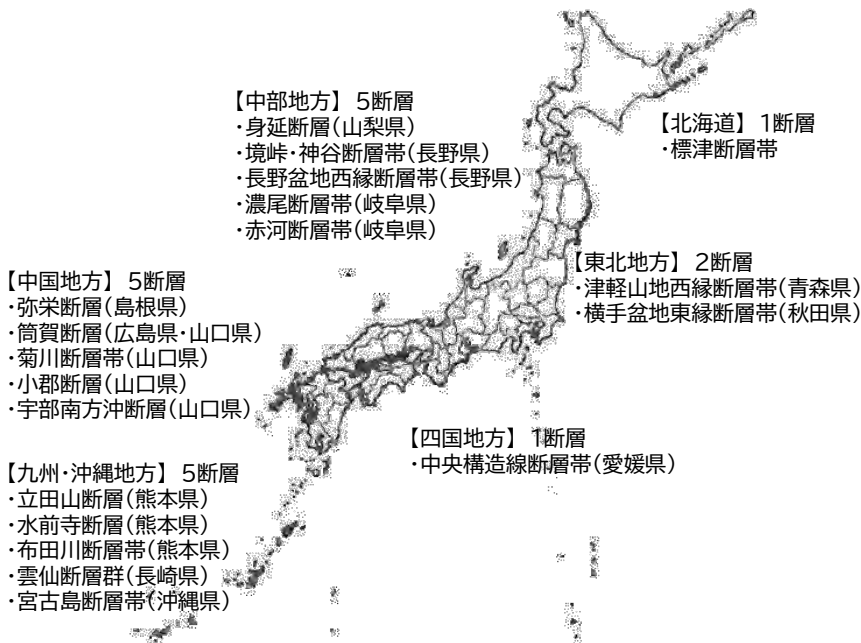 【中部地方】 5断層
・身延断層(山梨県)
・境峠・神谷断層帯(長野県)
・長野盆地西縁断層帯(長野県)
・濃尾断層帯(岐阜県)
・赤河断層帯(岐阜県)
【北海道】 1断層
・標津断層帯
【東北地方】 2断層
・津軽山地西縁断層帯(青森県)
・横手盆地東縁断層帯(秋田県)
【中国地方】 5断層
・弥栄断層(島根県)
・筒賀断層(広島県・山口県)
・菊川断層帯(山口県)
・小郡断層(山口県)
・宇部南方沖断層(山口県)
【四国地方】 1断層
・中央構造線断層帯(愛媛県)
【九州・沖縄地方】 5断層
・立田山断層(熊本県)
・水前寺断層(熊本県)
・布田川断層帯(熊本県)
・雲仙断層群(長崎県)
・宮古島断層帯(沖縄県)